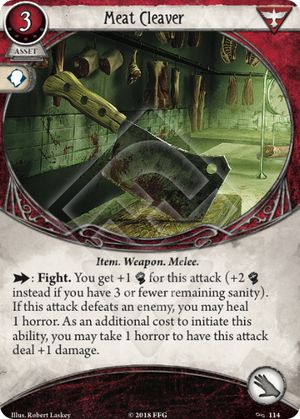 3
Meat Cleaver
ASSET
Item. Weapon. Melee.
: Fight. You get +1 for this attack (+2
instead if you have 3 or fewer remaining sanity).
If this attack defeats an enemy, you may heal
1 horror. As an additional cost to initiate this
ability, you may take 1 horror to have this attack
deal +1 damage.
Illus. Robert Laskey
© 2018 FFG
114